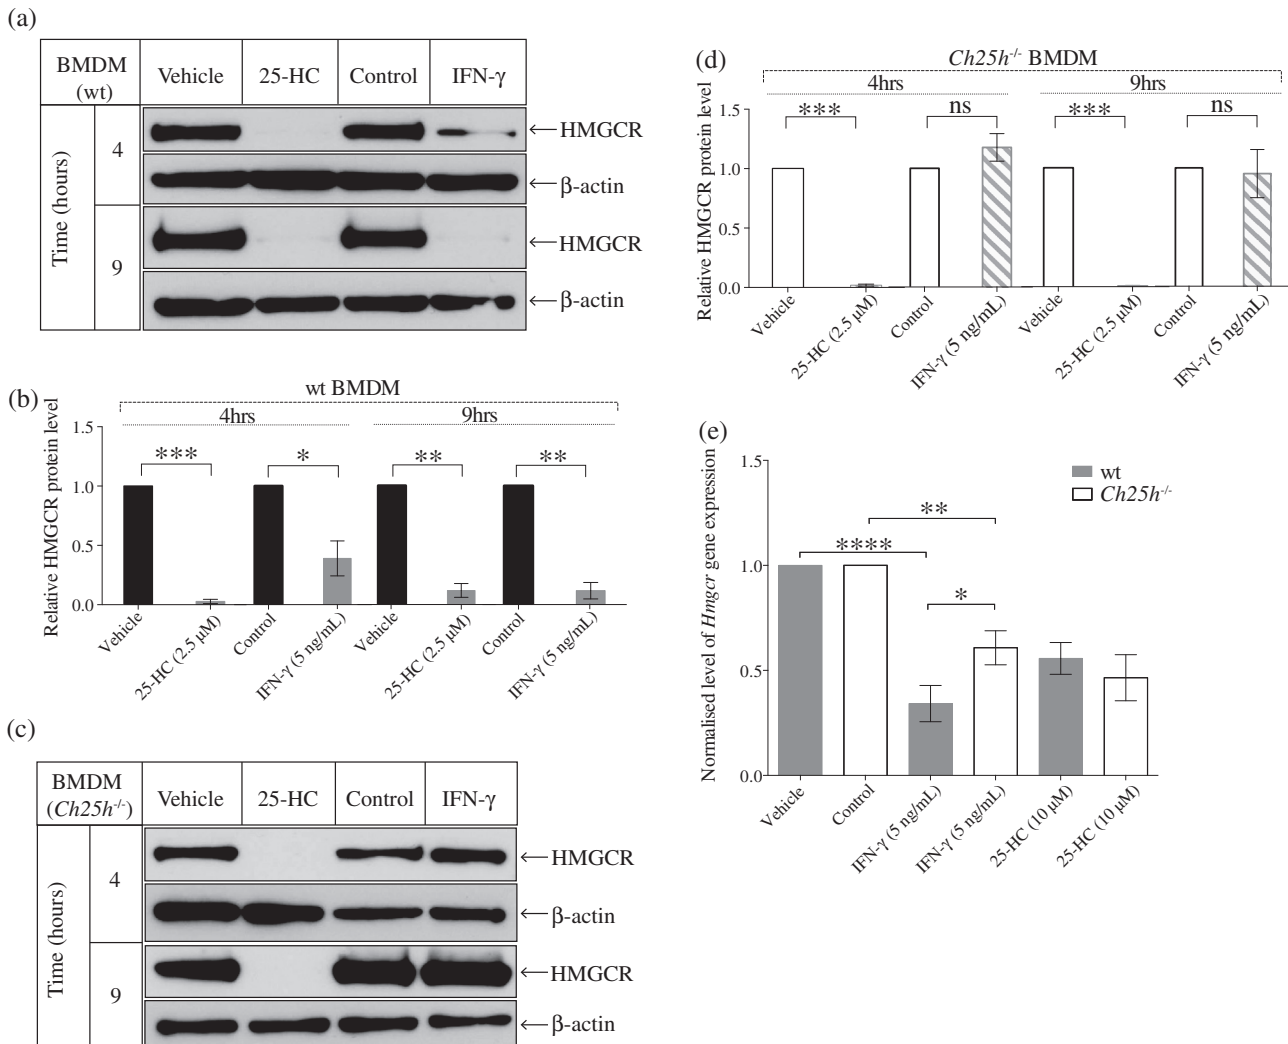 (a)
BMDM (wt) Vehicle 25-HC Control IFN-γ
Time (hours)
4
←HMGCR
←β-actin
9
←HMGCR
←β-actin
(b)
wt BMDM
4hrs 9hrs
Relative HMGCR protein level
1.5
1.0
0.5
0.0
*** * ** **
Vehicle
25-HC (2.5 µM)
Control
IFN-γ (5 ng/mL)
Vehicle
25-HC (2.5 µM)
Control
IFN-γ (5 ng/mL)
(c)
BMDM (Ch25h-/-) Vehicle 25-HC Control IFN-γ
Time (hours)
4
←HMGCR
←β-actin
9
←HMGCR
←β-actin
(d)
Ch25h-/- BMDM
4hrs 9hrs
Relative HMGCR protein level
1.5
1.0
0.5
0.0
*** ns *** ns
Vehicle
25-HC (2.5 µM)
Control
IFN-γ (5 ng/mL)
Vehicle
25-HC (2.5 µM)
Control
IFN-γ (5 ng/mL)
(e)
Normalised level of Hmgcr gene expression
1.5
1.0
0.5
0.0
wt
Ch25h-/-
**
****
*
Vehicle
Control
IFN-γ (5 ng/mL)
IFN-γ (5 ng/mL)
25-HC (10 µM)
25-HC (10 µM)